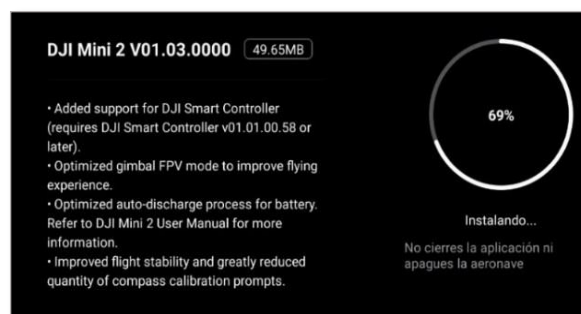 DJI Mini 2 V01.03.0000 49.65MB
• Added support for DJI Smart Controller
(requires DJI Smart Controller v01.01.00.58 or
later).
• Optimized gimbal FPV mode to improve flying
experience.
• Optimized auto-discharge process for battery.
Refer to DJI Mini 2 User Manual for more
information.
• Improved flight stability and greatly reduced
quantity of compass calibration prompts.
69%
Instalando...
No cierres la aplicación ni
apagues la aeronave